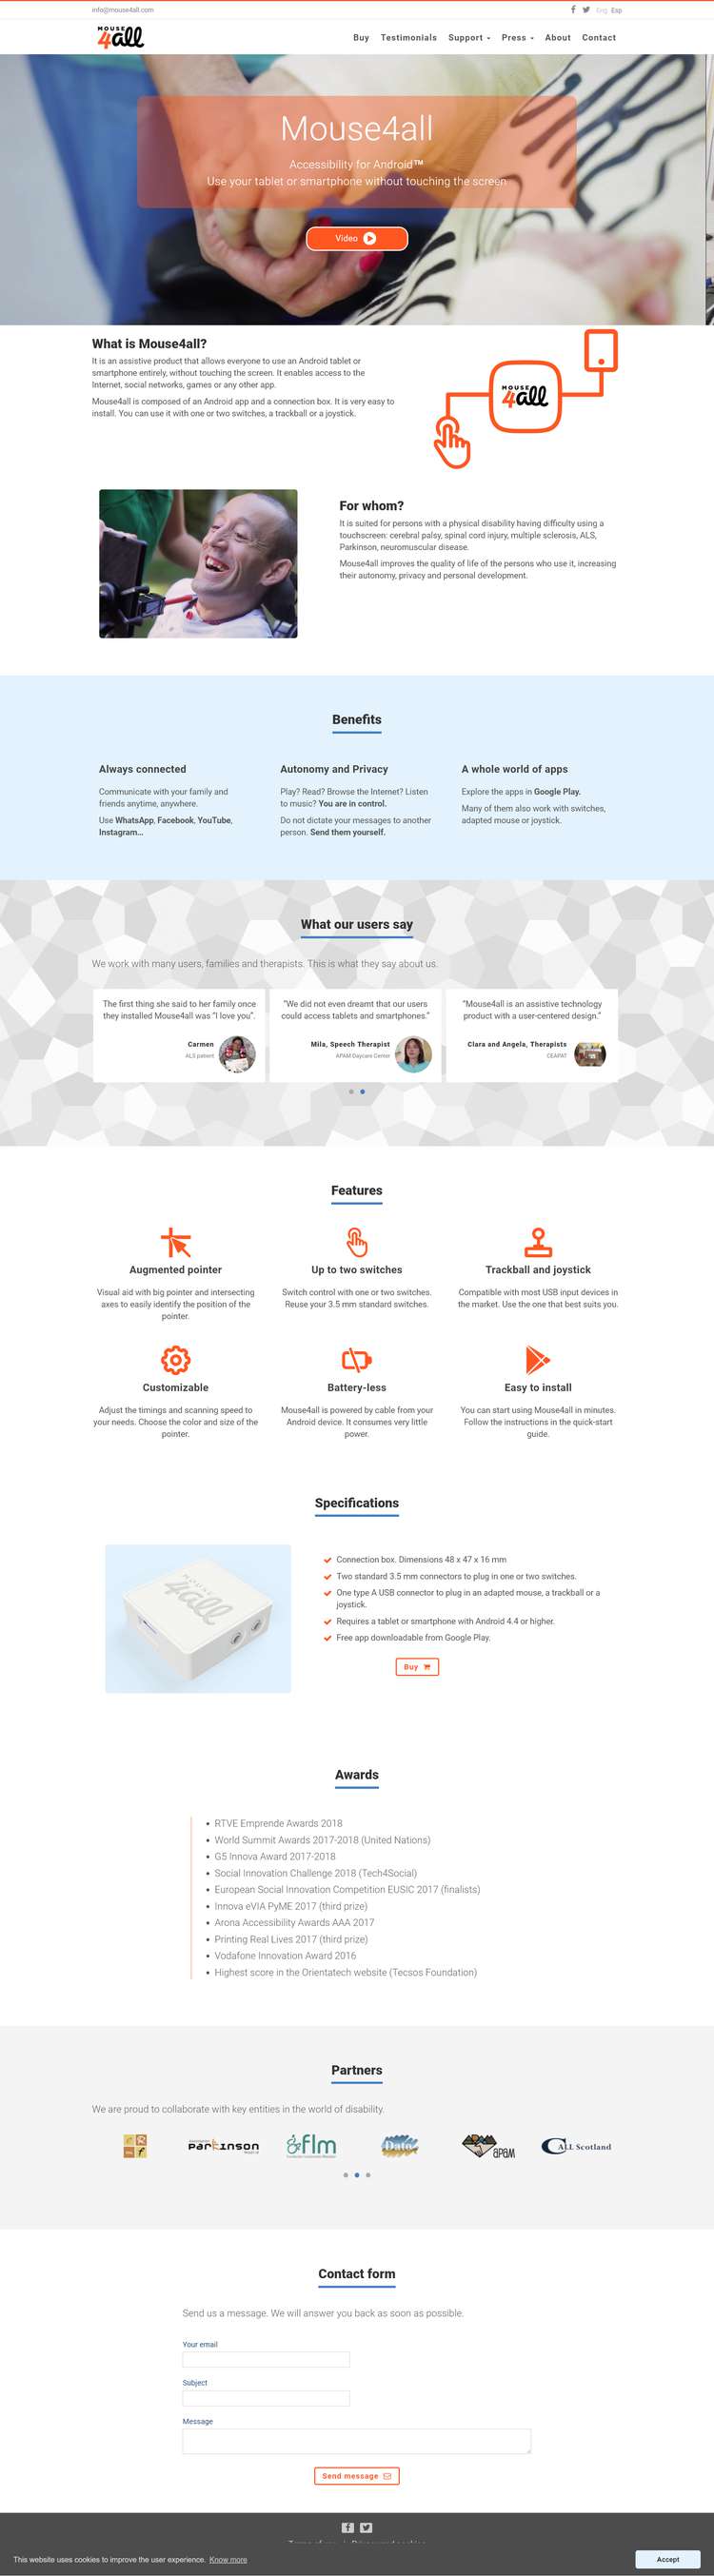 info@mouse4all.com
Eng Esp
MOUSE
4all
Buy Testimonials Support Press About Contact
Mouse4all
Accessibility for Android™
Use your tablet or smartphone without touching the screen
Video
What is Mouse4all?
It is an assistive product that allows everyone to use an Android tablet or
smartphone entirely, without touching the screen. It enables access to the
Internet, social networks, games or any other app.
Mouse4all is composed of an Android app and a connection box. It is very easy to
install. You can use it with one or two switches, a trackball or a joystick.
MOUSE
4all
For whom?
It is suited for persons with a physical disability having difficulty using a
touchscreen: cerebral palsy, spinal cord injury, multiple sclerosis, ALS,
Parkinson, neuromuscular disease.
Mouse4all improves the quality of life of the persons who use it, increasing
their autonomy, privacy and personal development.
Benefits
Always connected
Communicate with your family and
friends anytime, anywhere.
Use WhatsApp, Facebook, YouTube,
Instagram...
Autonomy and Privacy
Play? Read? Browse the Internet? Listen
to music? You are in control.
Do not dictate your messages to another
person. Send them yourself.
A whole world of apps
Explore the apps in Google Play.
Many of them also work with switches,
adapted mouse or joystick.
What our users say
We work with many users, families and therapists. This is what they say about us.
The first thing she said to her family once
they installed Mouse4all was "I love you".
Carmen
ALS patient
"We did not even dreamt that our users
could access tablets and smartphones."
Mila, Speech Therapist
APAM Daycare Center
"Mouse4all is an assistive technology
product with a user-centered design."
Clara and Angela, Therapists
CEAPAT
Features
Augmented pointer
Visual aid with big pointer and intersecting
axes to easily identify the position of the
pointer.
Up to two switches
Switch control with one or two switches.
Reuse your 3.5 mm standard switches.
Trackball and joystick
Compatible with most USB input devices in
the market. Use the one that best suits you.
Customizable
Adjust the timings and scanning speed to
your needs. Choose the color and size of the
pointer.
Battery-less
Mouse4all is powered by cable from your
Android device. It consumes very little
power.
Easy to install
You can start using Mouse4all in minutes.
Follow the instructions in the quick-start
guide.
Specifications
MOUSE
4all
Connection box. Dimensions 48 x 47 x 16 mm
Two standard 3.5 mm connectors to plug in one or two switches.
One type A USB connector to plug in an adapted mouse, a trackball or a
joystick.
Requires a tablet or smartphone with Android 4.4 or higher.
Free app downloadable from Google Play.
Buy
Awards
RTVE Emprende Awards 2018
World Summit Awards 2017-2018 (United Nations)
G5 Innova Award 2017-2018
Social Innovation Challenge 2018 (Tech4Social)
European Social Innovation Competition EUSIC 2017 (finalists)
Innova eVIA PyME 2017 (third prize)
Arona Accessibility Awards AAA 2017
Printing Real Lives 2017 (third prize)
Vodafone Innovation Award 2016
Highest score in the Orientatech website (Tecsos Foundation)
Partners
We are proud to collaborate with key entities in the world of disability.
parkinson
flm
apam
CALL Scotland
Contact form
Send us a message. We will answer you back as soon as possible.
Your email
Subject
Message
Send message
This website uses cookies to improve the user experience. Know more
Accept